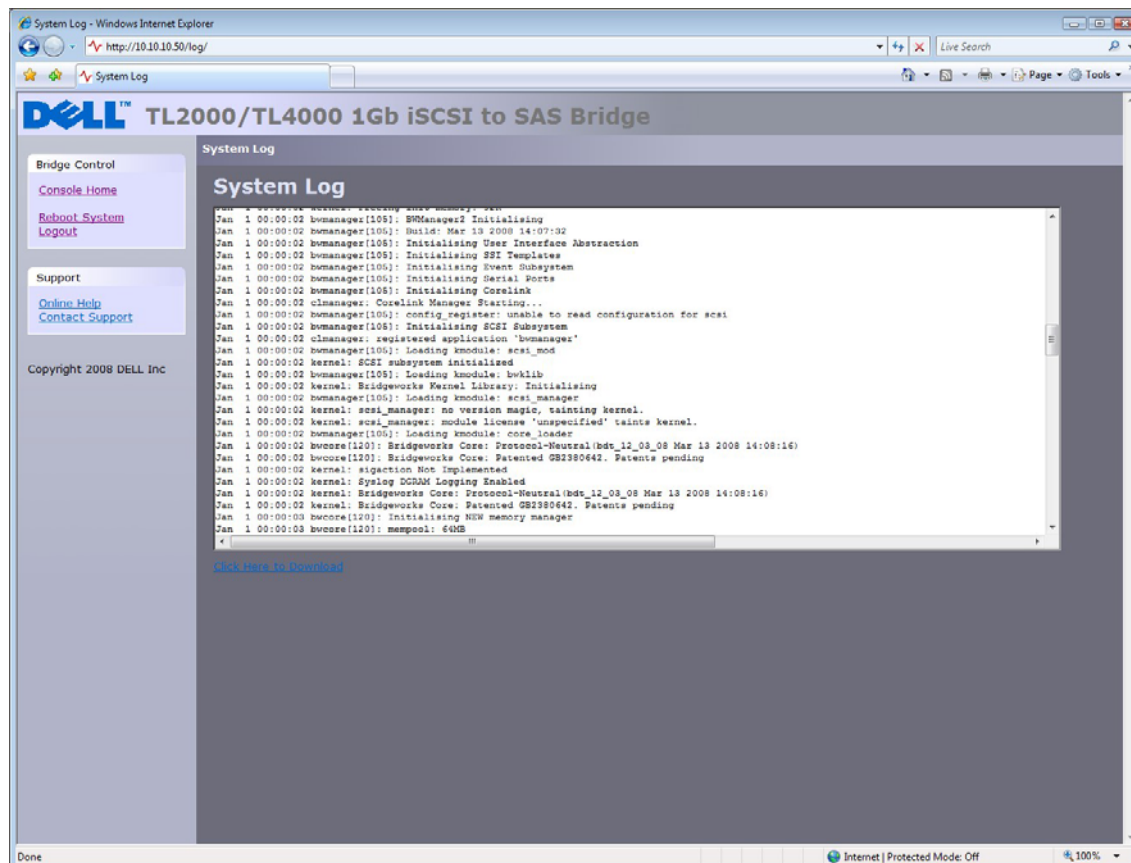 System Log - Windows Internet Explorer
http://10.10.10.50/log/
Live Search
System Log
Page
Tools
DELL™ TL2000/TL4000 1Gb iSCSI to SAS Bridge
System Log
Bridge Control
Console Home
Reboot System
Logout
Support
Online Help
Contact Support
Copyright 2008 DELL Inc
System Log
Jan 1 00:00:02 bwmanager[105]: BWManager2 Initialising
Jan 1 00:00:02 bwmanager[105]: Build: Mar 13 2008 14:07:32
Jan 1 00:00:02 bwmanager[105]: Initialising User Interface Abstraction
Jan 1 00:00:02 bwmanager[105]: Initialising SSI Templates
Jan 1 00:00:02 bwmanager[105]: Initialising Event Subsystem
Jan 1 00:00:02 bwmanager[105]: Initialising Serial Ports
Jan 1 00:00:02 bwmanager[105]: Initialising Corelink
Jan 1 00:00:02 clmanager: Corelink Manager Starting...
Jan 1 00:00:02 bwmanager[105]: config_register: unable to read configuration for scsi
Jan 1 00:00:02 bwmanager[105]: Initialising SCSI Subsystem
Jan 1 00:00:02 clmanager: registered application 'bwmanager'
Jan 1 00:00:02 bwmanager[105]: Loading kmodule: scsi_mod
Jan 1 00:00:02 kernel: SCSI subsystem initialized
Jan 1 00:00:02 bwmanager[105]: Loading kmodule: bwklib
Jan 1 00:00:02 kernel: Bridgeworks Kernel Library: Initialising
Jan 1 00:00:02 bwmanager[105]: Loading kmodule: scsi_manager
Jan 1 00:00:02 kernel: scsi_manager: no version magic, tainting kernel.
Jan 1 00:00:02 kernel: scsi_manager: module license 'unspecified' taints kernel.
Jan 1 00:00:02 bwmanager[105]: Loading kmodule: core_loader
Jan 1 00:00:02 bwcore[120]: Bridgeworks Core: Protocol-Neutral(bdt_12_03_08 Mar 13 2008 14:08:16)
Jan 1 00:00:02 bwcore[120]: Bridgeworks Core: Patented GB2380642. Patents pending
Jan 1 00:00:02 kernel: sigaction Not Implemented
Jan 1 00:00:02 kernel: Syslog DGRAM Logging Enabled
Jan 1 00:00:02 kernel: Bridgeworks Core: Protocol-Neutral(bdt_12_03_08 Mar 13 2008 14:08:16)
Jan 1 00:00:02 kernel: Bridgeworks Core: Patented GB2380642. Patents pending
Jan 1 00:00:03 bwcore[120]: Initialising NEW memory manager
Jan 1 00:00:03 bwcore[120]: mempool: 64MB
Click Here to Download
Done
Internet | Protected Mode: Off
100%